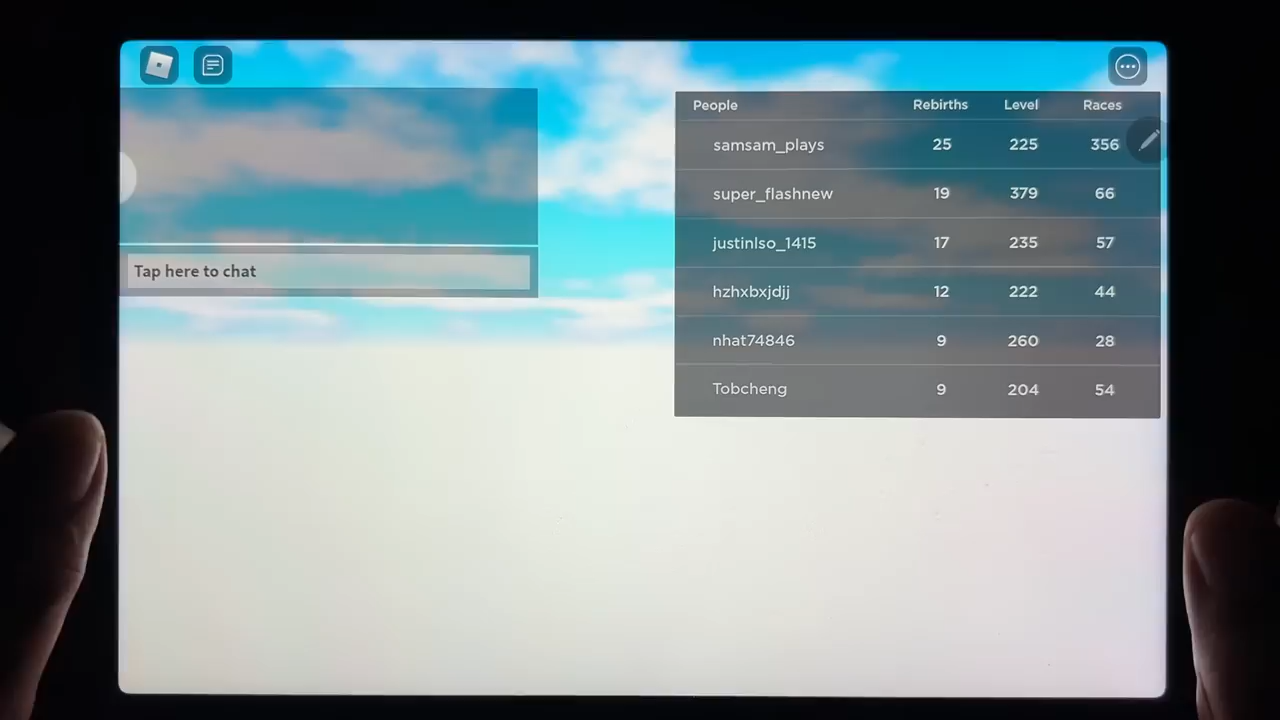 Tap here to chat
People Rebirths Level Races
samsam_plays 25 225 356
super_flashnew 19 379 66
justinlso_1415 17 235 57
hzhxbxjdjj 12 222 44
nhat74846 9 260 28
Tobcheng 9 204 54